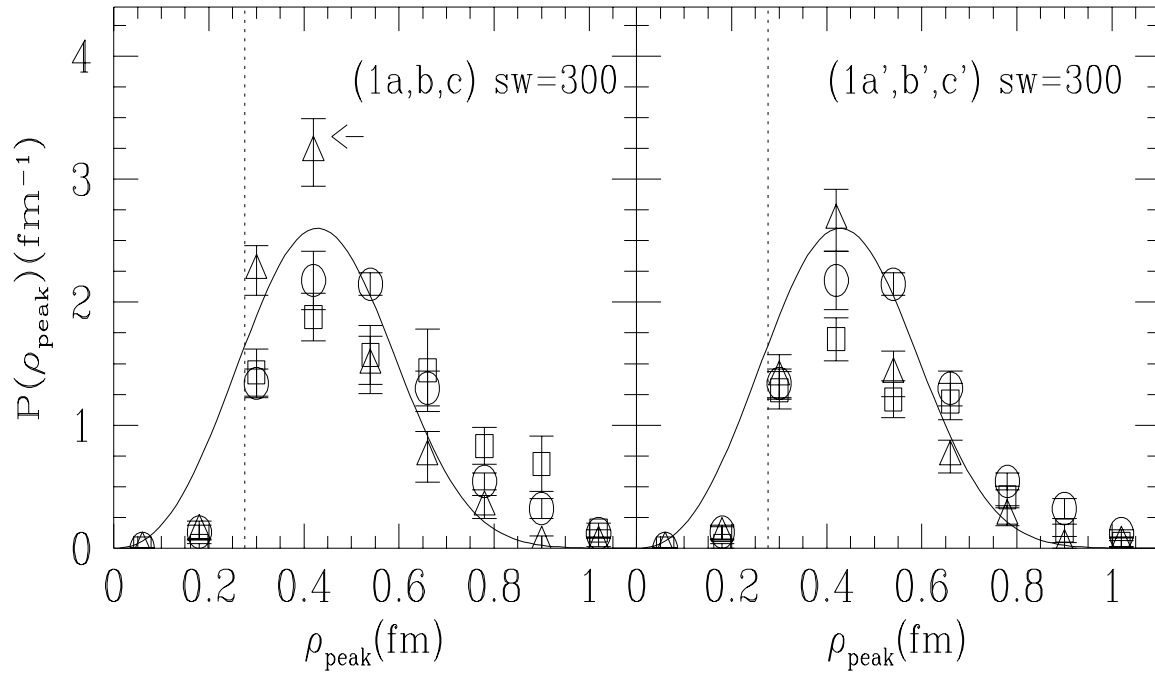 (1a,b,c) sw=300
(1a',b',c') sw=300
P(ρpeak)(fm−1)
4
3
2
1
0
0 0.2 0.4 0.6 0.8 1
0.2 0.4 0.6 0.8 1
ρpeak(fm)
ρpeak(fm)